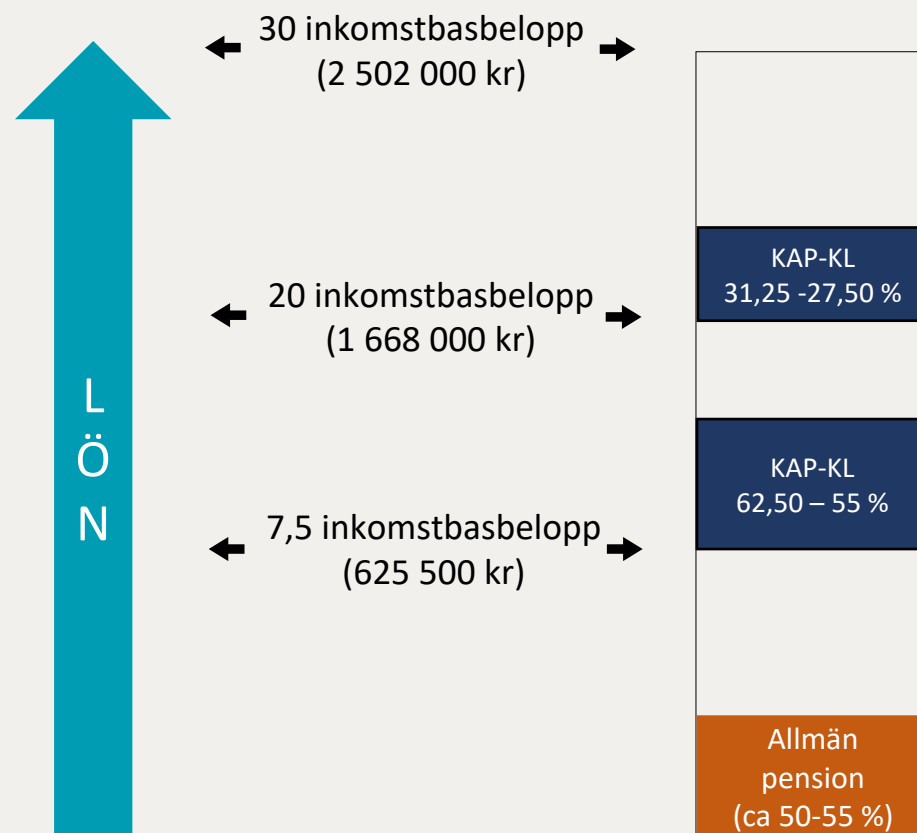 30 inkomstbasbelopp
(2 502 000 kr)
KAP-KL
31,25 -27,50 %
20 inkomstbasbelopp
(1 668 000 kr)
L
Ö
N
KAP-KL
62,50 – 55 %
7,5 inkomstbasbelopp
(625 500 kr)
Allmän
pension
(ca 50-55 %)